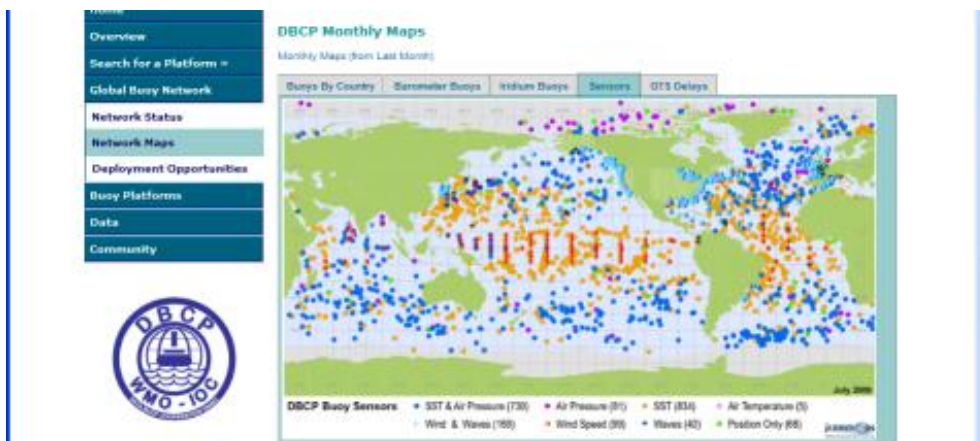 Home
Overview
Search for a Platform »
Global Buoy Network
Network Status
Network Maps
Deployment Opportunities
Buoy Platforms
Data
Community
DBCP
WMO - IOC
DBCP Monthly Maps
Monthly Maps (from Last Month)
Buoys By Country Barometer Buoys Iridium Buoys Sensors GTS Delays
July 2009
DBCP Buoy Sensors SST & Air Pressure (730) Air Pressure (81) SST (834) Air Temperature (5)
Wind & Waves (168) Wind Speed (99) Waves (40) Position Only (66)